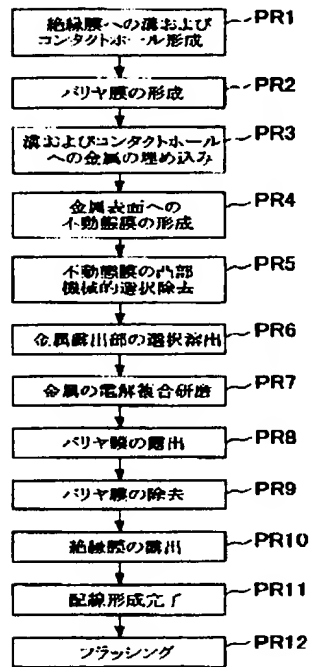 絶縁膜への溝および
コンタクトホール形成
PR1
バリヤ膜の形成
PR2
溝およびコンタクトホール
への金属の埋め込み
PR3
金属表面への
不動態膜の形成
PR4
不動態膜の凸部
機械的選択除去
PR5
金属露出部の選択溶出
PR6
金属の電解複合研磨
PR7
バリヤ膜の露出
PR8
バリヤ膜の除去
PR9
絶縁膜の露出
PR10
配線形成完了
PR11
フラッシング
PR12